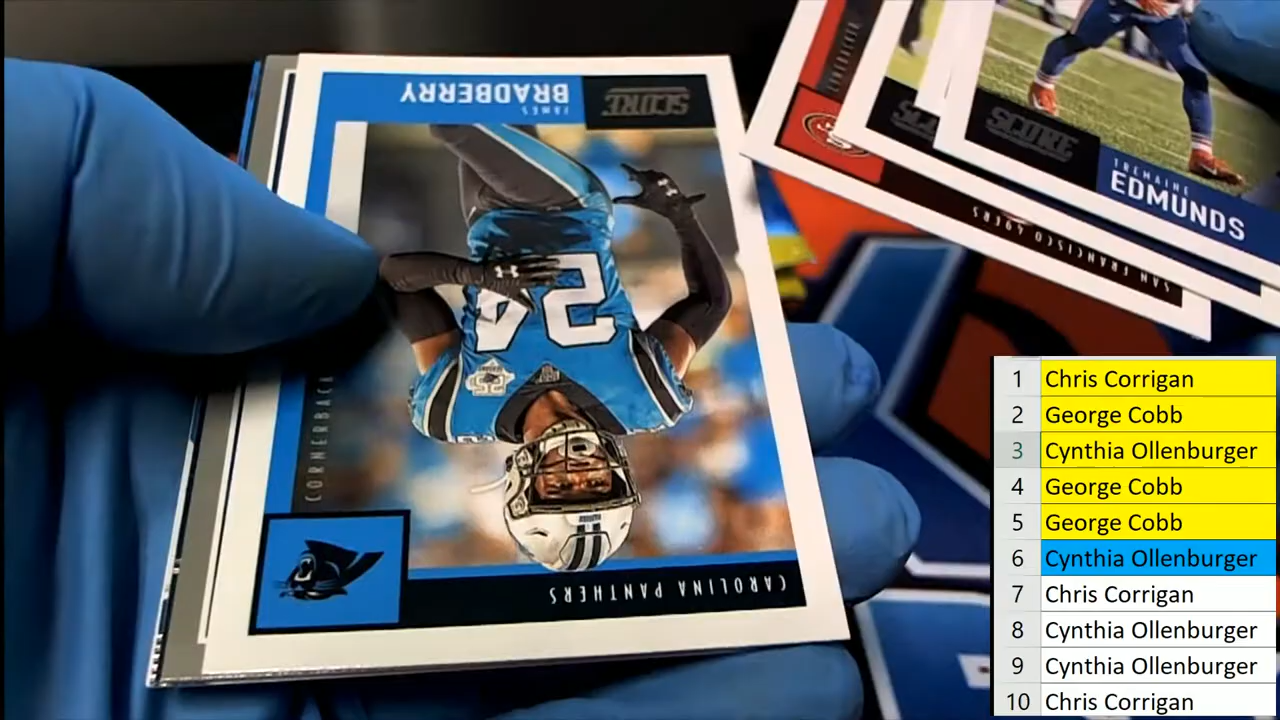 JAMES
BRADBERRY
SCORE
24
CORNERBACK
CAROLINA PANTHERS
LINEBACKER
SAN FRANCISCO 49ERS
SCORE
TREMAINE
EDMUNDS
1 Chris Corrigan
2 George Cobb
3 Cynthia Ollenburger
4 George Cobb
5 George Cobb
6 Cynthia Ollenburger
7 Chris Corrigan
8 Cynthia Ollenburger
9 Cynthia Ollenburger
10 Chris Corrigan